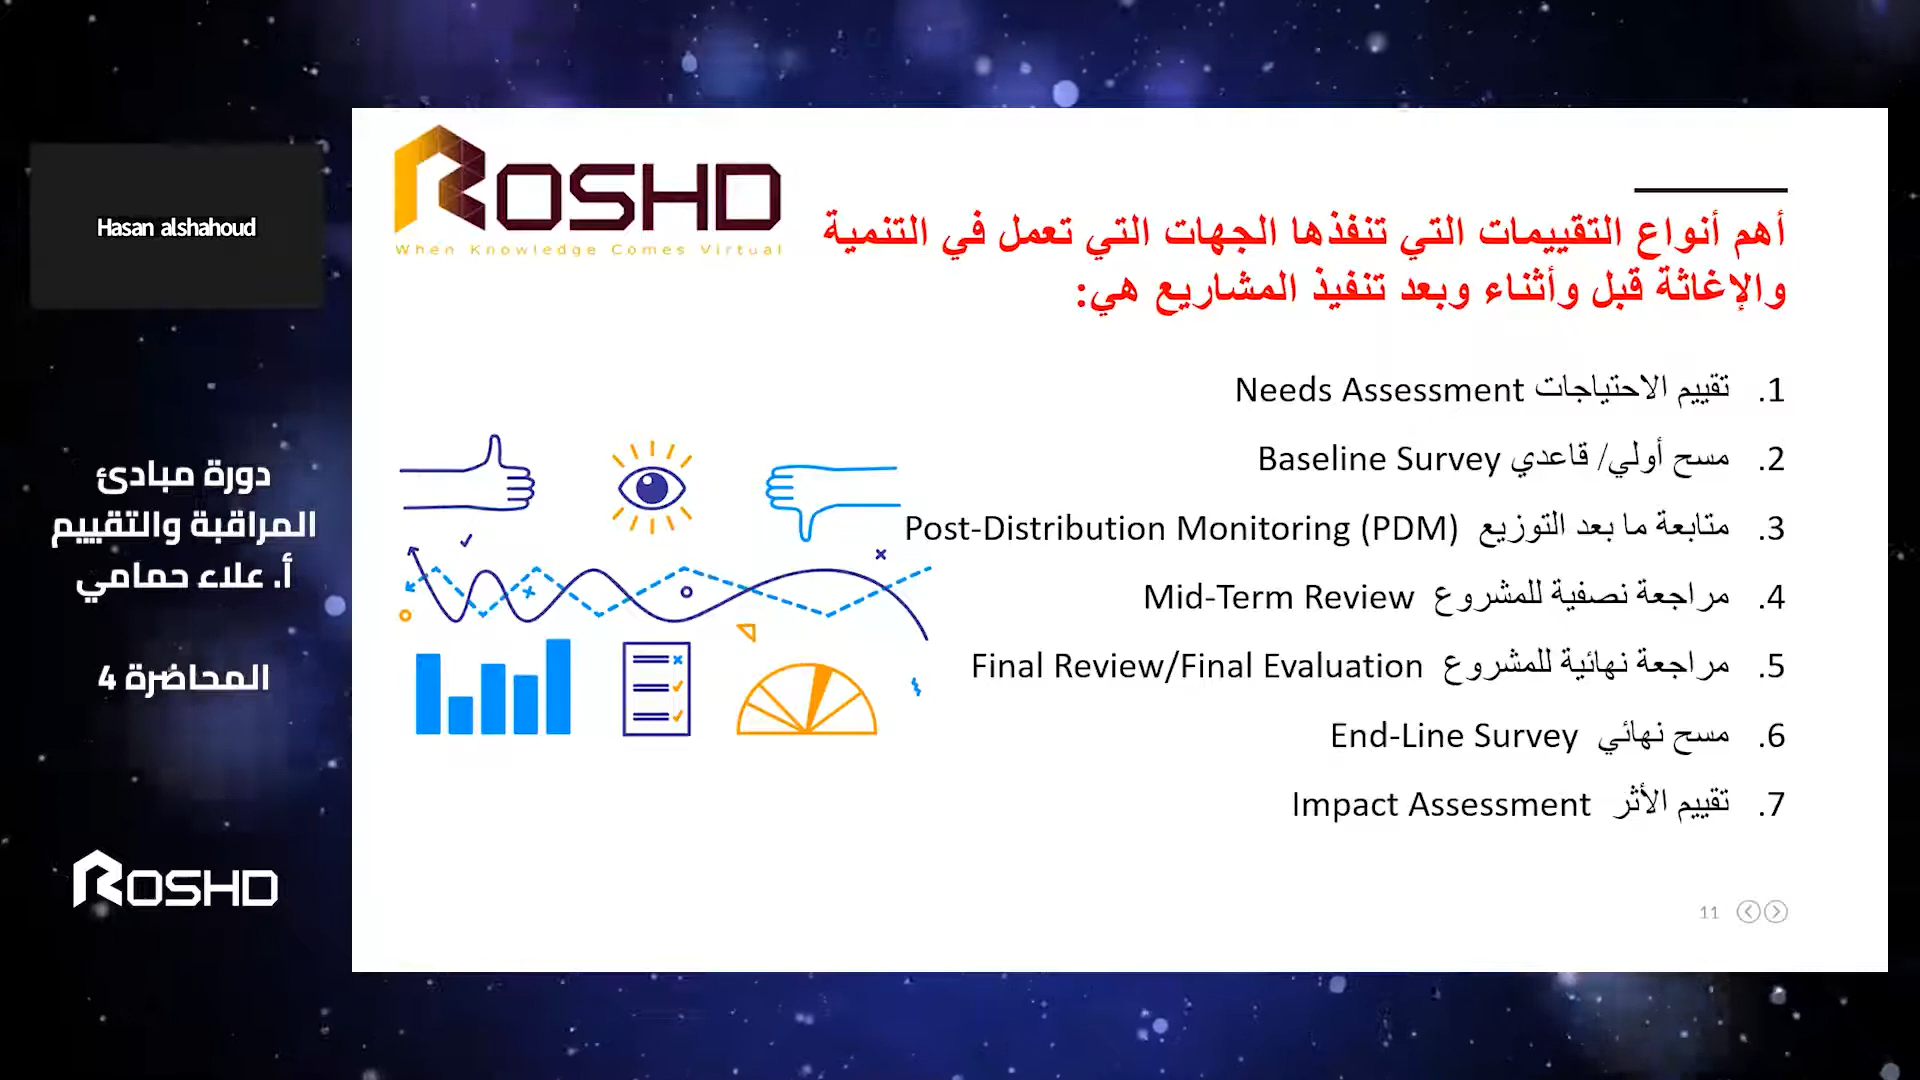 Hasan alshahoud
دورة مبادئ
المراقبة والتقييم
أ. علاء حمامي
المحاضرة 4
ROSHD
ROSHD
When Knowledge Comes Virtual
أهم أنواع التقييمات التي تنفذها الجهات التي تعمل في التنمية
والإغاثة قبل وأثناء وبعد تنفيذ المشاريع هي:
1. تقييم الاحتياجات Needs Assessment
2. مسح أولي/ قاعدي Baseline Survey
3. متابعة ما بعد التوزيع Post-Distribution Monitoring (PDM)
4. مراجعة نصفية للمشروع Mid-Term Review
5. مراجعة نهائية للمشروع Final Review/Final Evaluation
6. مسح نهائي End-Line Survey
7. تقييم الأثر Impact Assessment
11